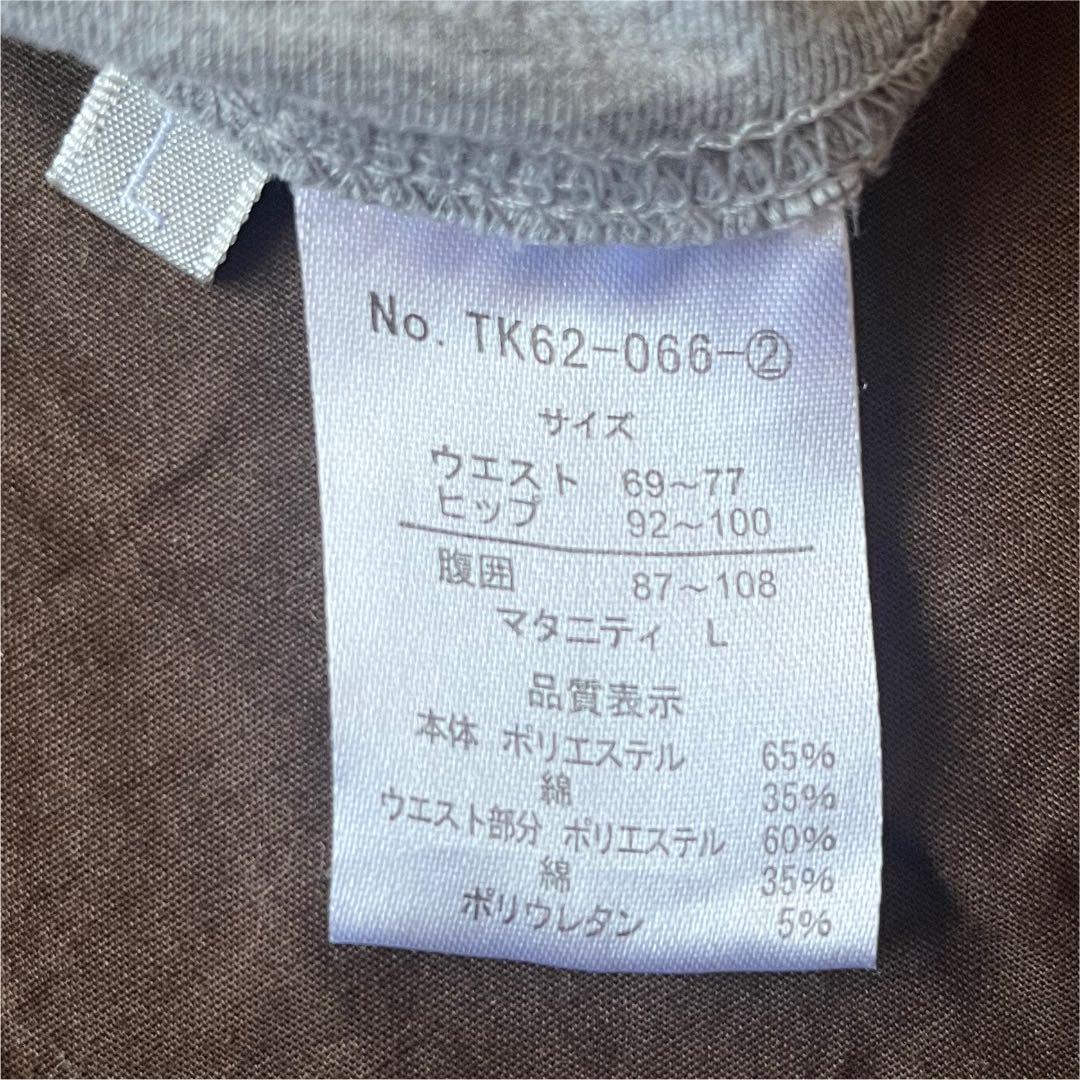 L
No. TK62-066-②
サイズ
ウエスト 69～77
ヒップ 92～100
腹囲 87～108
マタニティ L
品質表示
本体 ポリエステル 65%
綿 35%
ウエスト部分 ポリエステル 60%
綿 35%
ポリウレタン 5%